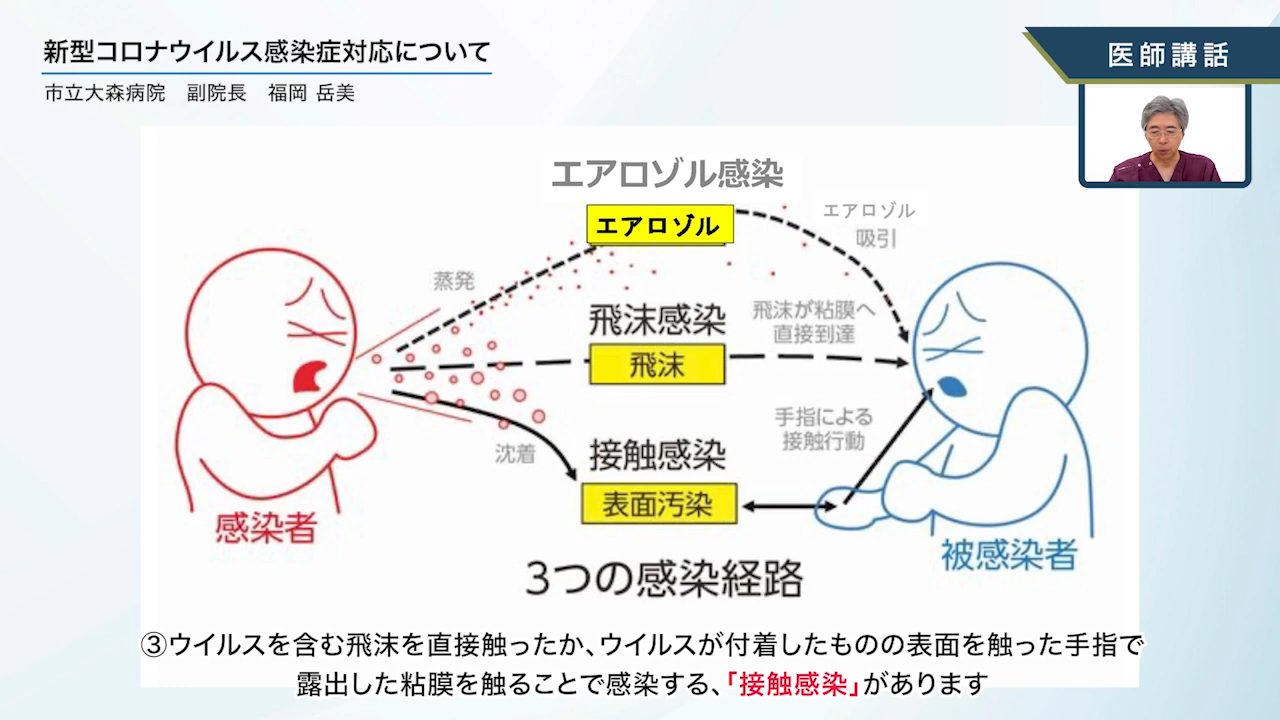 新型コロナウイルス感染症対応について
市立大森病院　副院長　福岡 岳美
医師講話
エアロゾル感染
エアロゾル
エアロゾル
吸引
蒸発
飛沫感染
飛沫
飛沫が粘膜へ
直接到達
沈着
接触感染
表面汚染
手指による
接触行動
感染者
被感染者
3つの感染経路
③ウイルスを含む飛沫を直接触ったか、ウイルスが付着したものの表面を触った手指で
露出した粘膜を触ることで感染する、「接触感染」があります